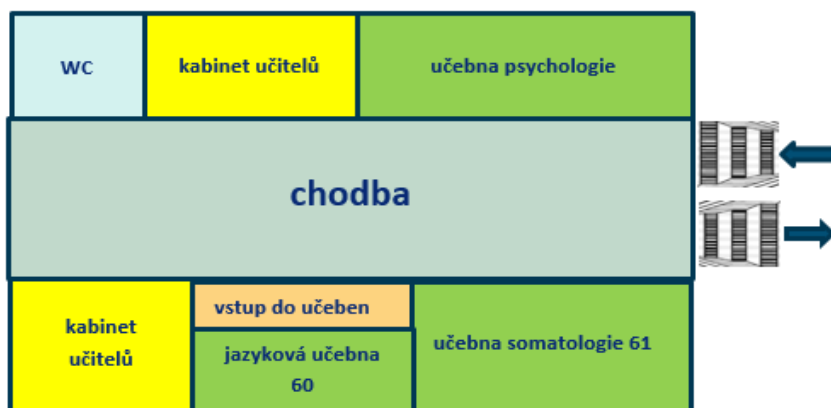 WC
kabinet učitelů
učebna psychologie
chodba
kabinet
učitelů
vstup do učeben
jazyková učebna
60
učebna somatologie 61